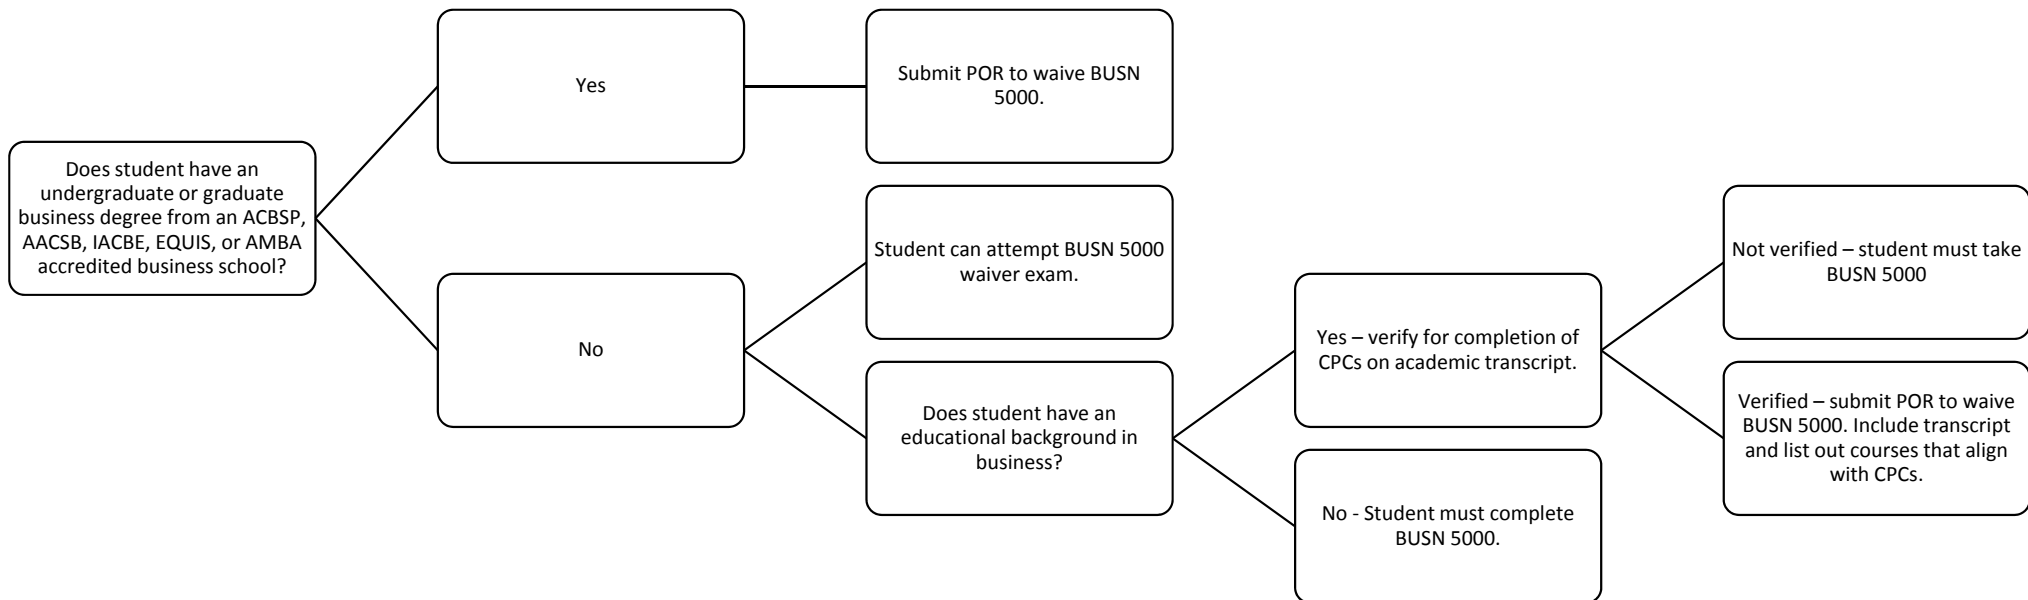 Does student have an
undergraduate or graduate
business degree from an ACBSP,
AACSB, IACBE, EQUIS, or AMBA
accredited business school?
Yes
Submit POR to waive BUSN
5000.
No
Student can attempt BUSN 5000
waiver exam.
Does student have an
educational background in
business?
Yes – verify for completion of
CPCs on academic transcript.
Not verified – student must take
BUSN 5000
Verified – submit POR to waive
BUSN 5000. Include transcript
and list out courses that align
with CPCs.
No - Student must complete
BUSN 5000.